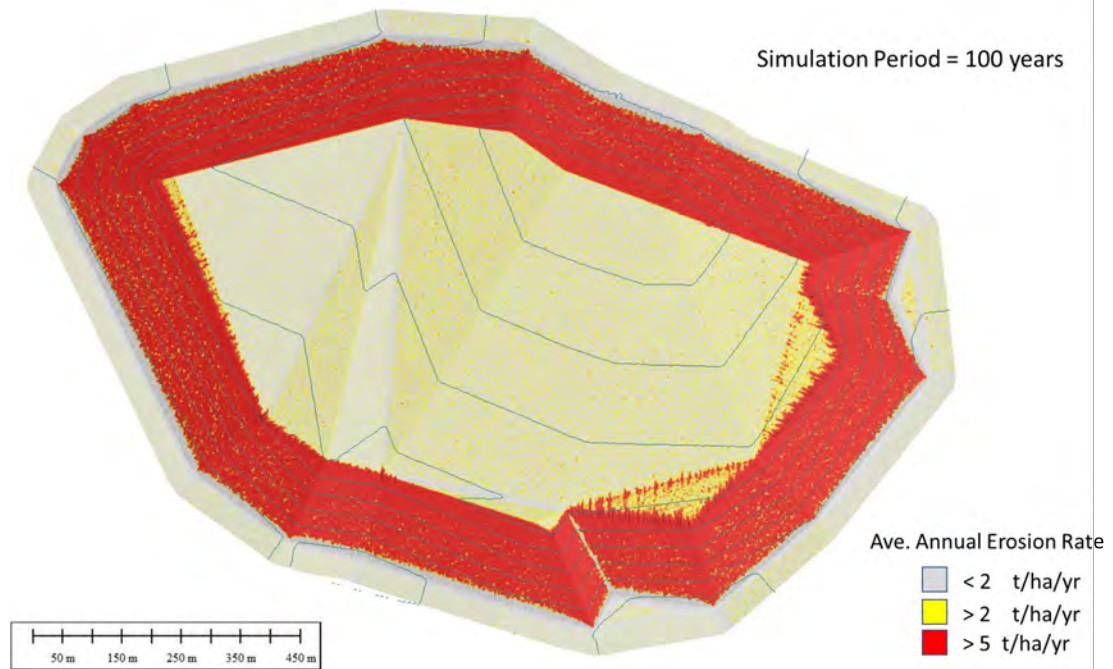 Simulation Period = 100 years
Ave. Annual Erosion Rate
< 2 t/ha/yr
> 2 t/ha/yr
> 5 t/ha/yr
50 m 150 m 250 m 350 m 450 m